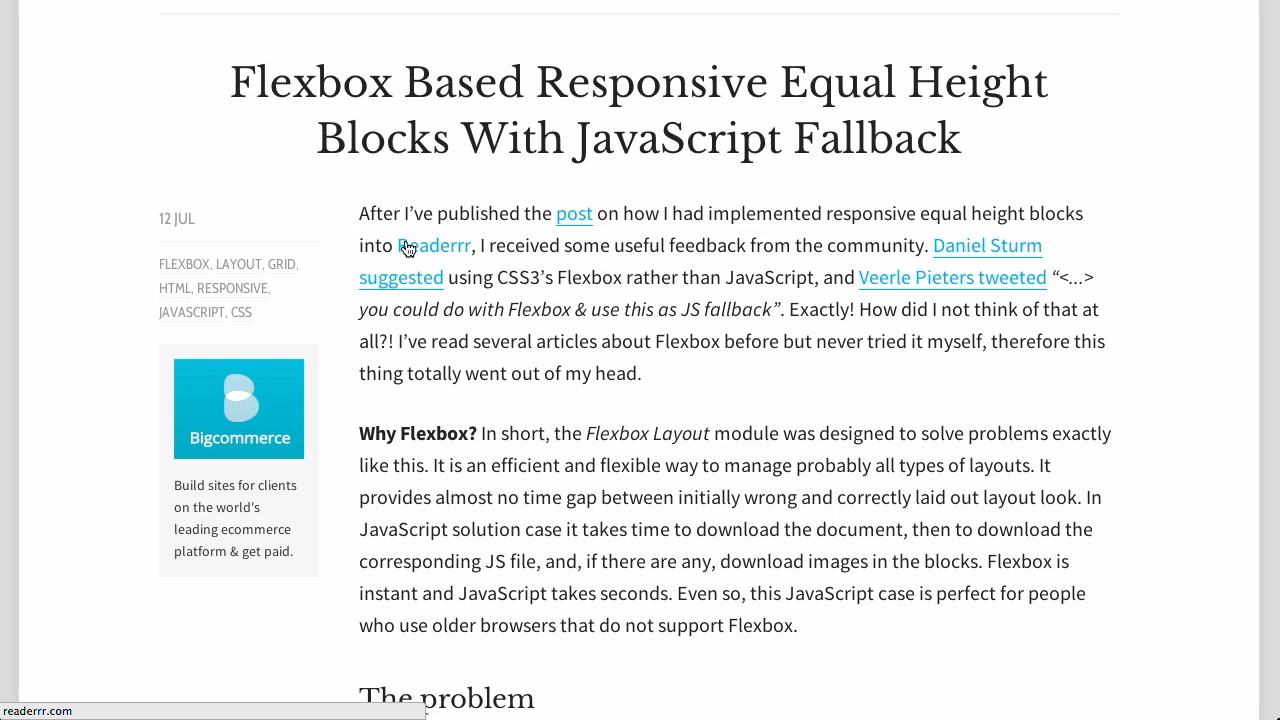 Flexbox Based Responsive Equal Height
Blocks With JavaScript Fallback
12 JUL
FLEXBOX, LAYOUT, GRID,
HTML, RESPONSIVE,
JAVASCRIPT, CSS
Bigcommerce
Build sites for clients
on the world's
leading ecommerce
platform & get paid.
After I’ve published the post on how I had implemented responsive equal height blocks
into Readerrr, I received some useful feedback from the community. Daniel Sturm
suggested using CSS3’s Flexbox rather than JavaScript, and Veerle Pieters tweeted “<...>
you could do with Flexbox & use this as JS fallback”. Exactly! How did I not think of that at
all?! I’ve read several articles about Flexbox before but never tried it myself, therefore this
thing totally went out of my head.
Why Flexbox? In short, the Flexbox Layout module was designed to solve problems exactly
like this. It is an efficient and flexible way to manage probably all types of layouts. It
provides almost no time gap between initially wrong and correctly laid out layout look. In
JavaScript solution case it takes time to download the document, then to download the
corresponding JS file, and, if there are any, download images in the blocks. Flexbox is
instant and JavaScript takes seconds. Even so, this JavaScript case is perfect for people
who use older browsers that do not support Flexbox.
The problem
readerrr.com